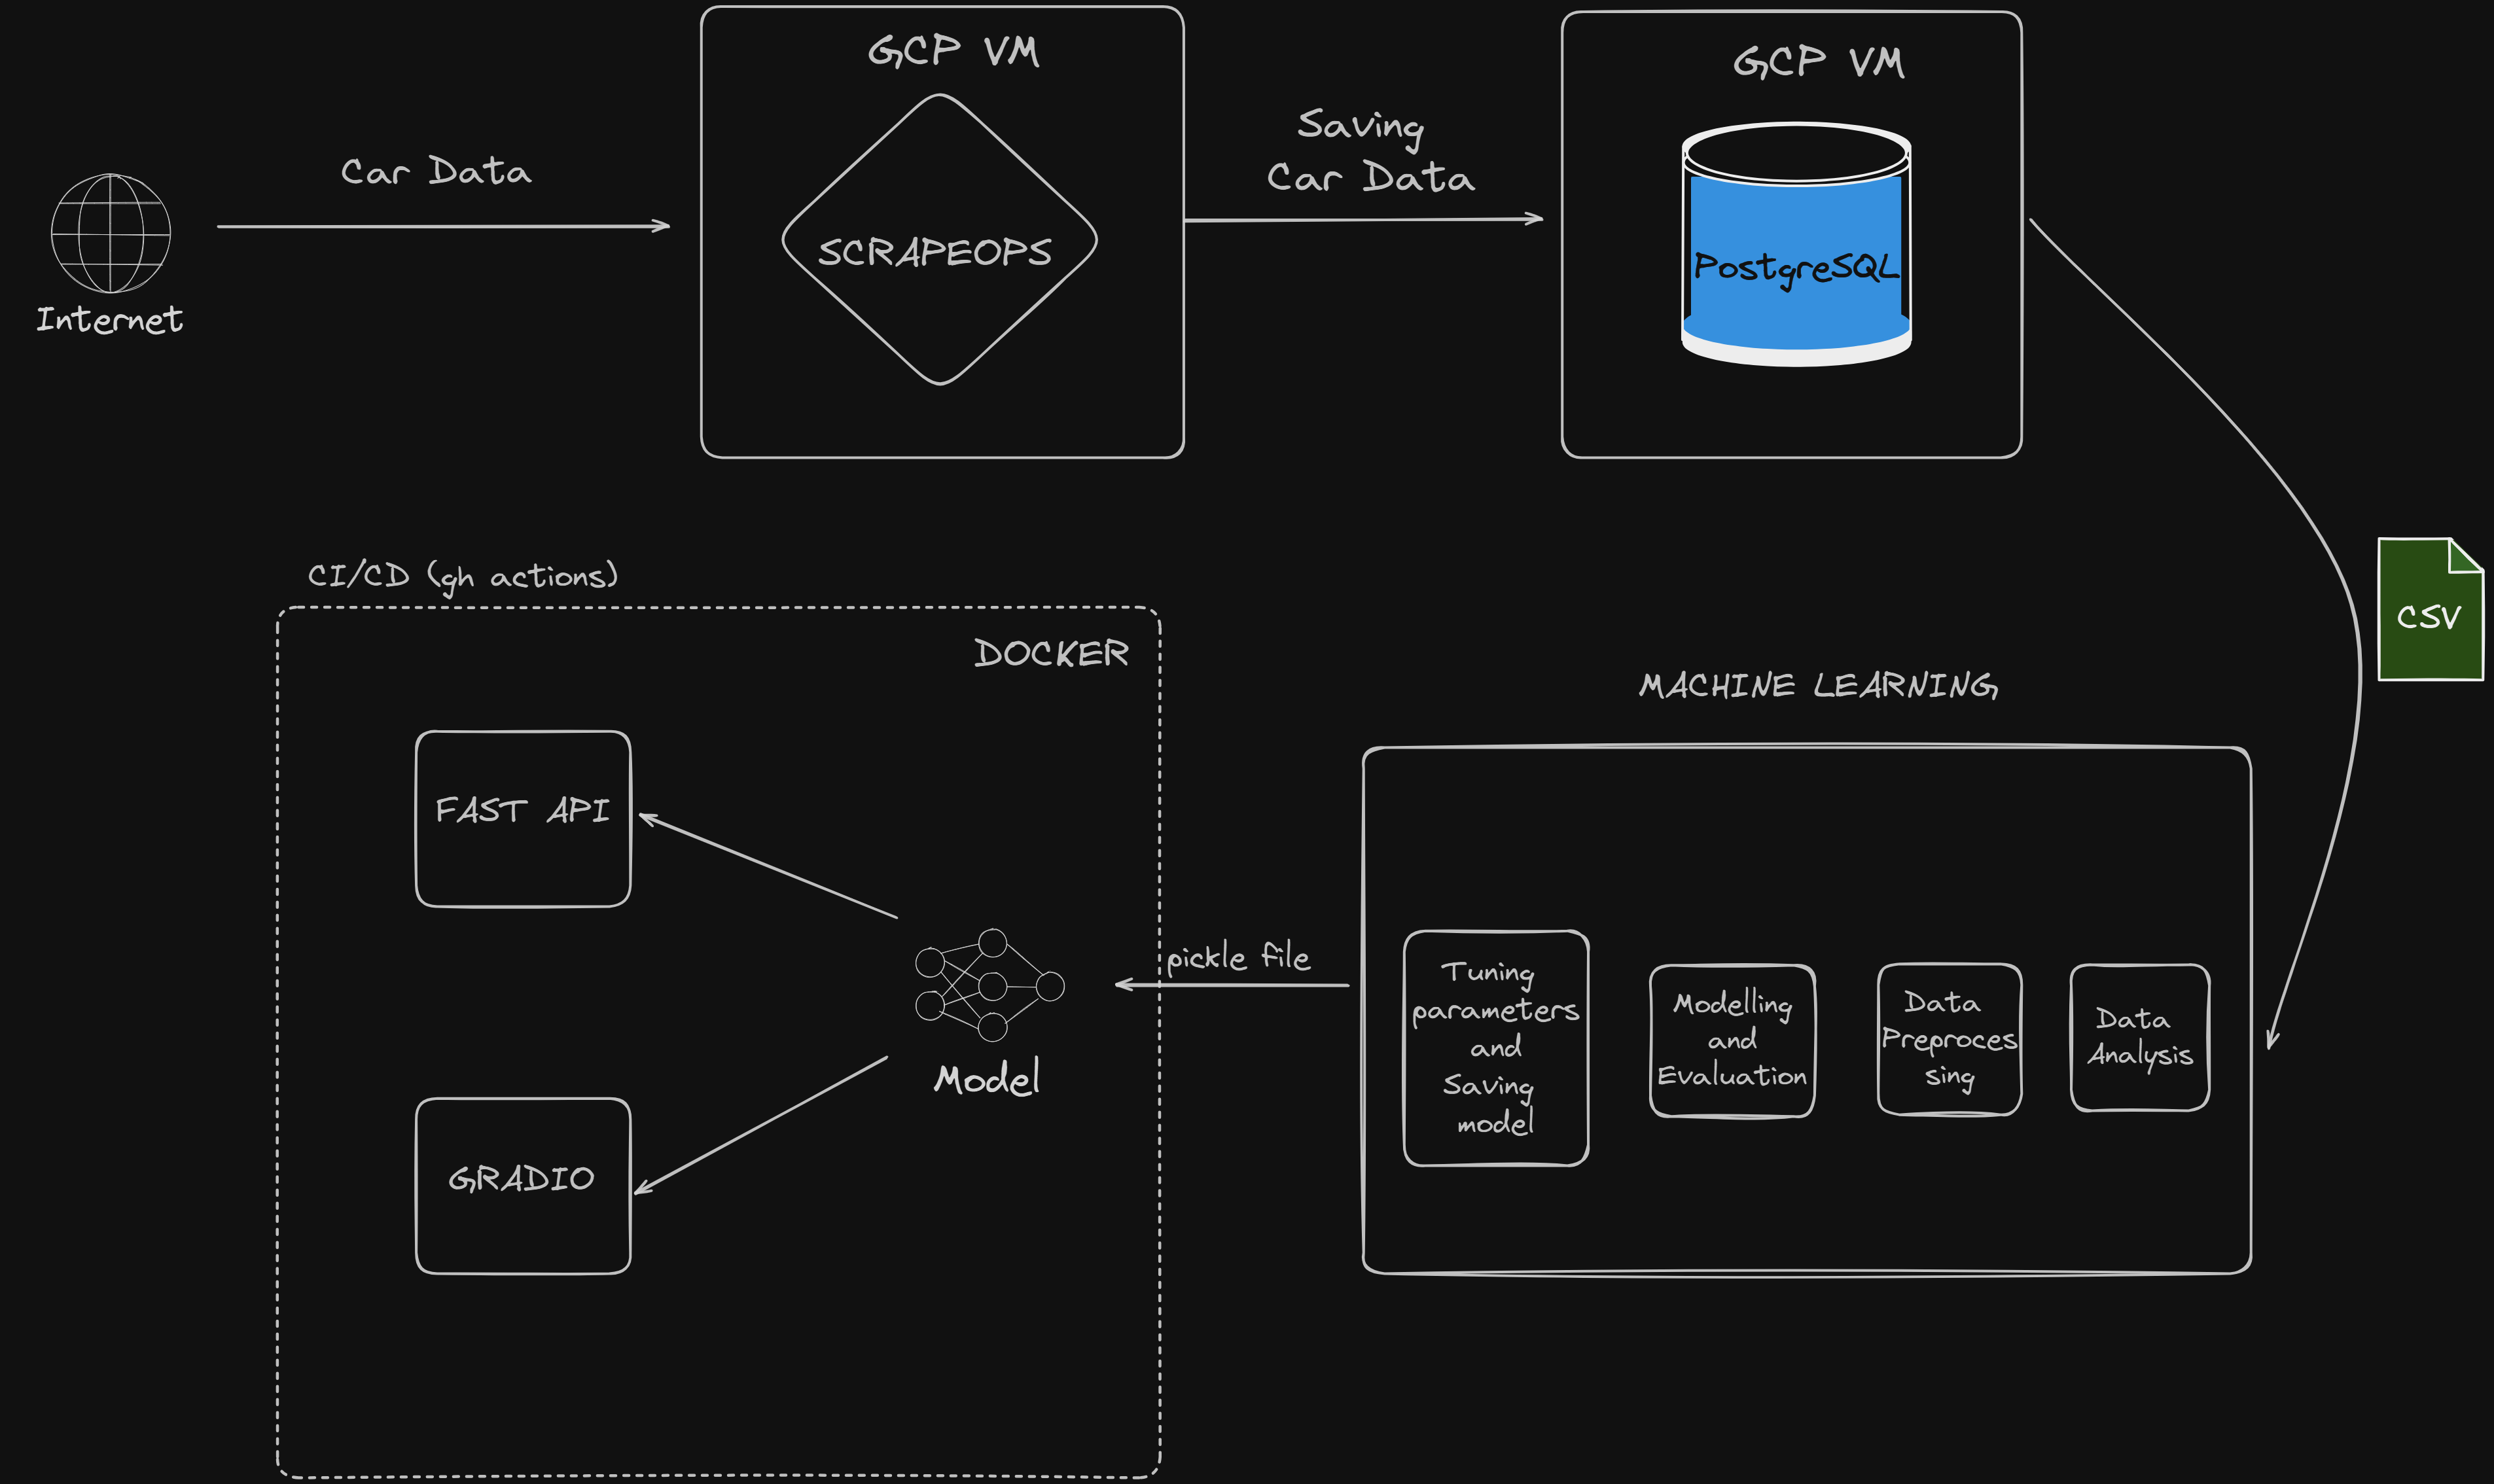 GCP VM
GCP VM
Saving
Car Data
Car Data
SCRAPEOPS
PostgreSQL
Internet
CI/CD (gh actions)
CSV
DOCKER
MACHINE LEARNING
FAST API
pickle file
Tuning
parameters
and
Saving
model
Modelling
and
Evaluation
Data
Preproces
sing
Data
Analysis
Model
GRADIO